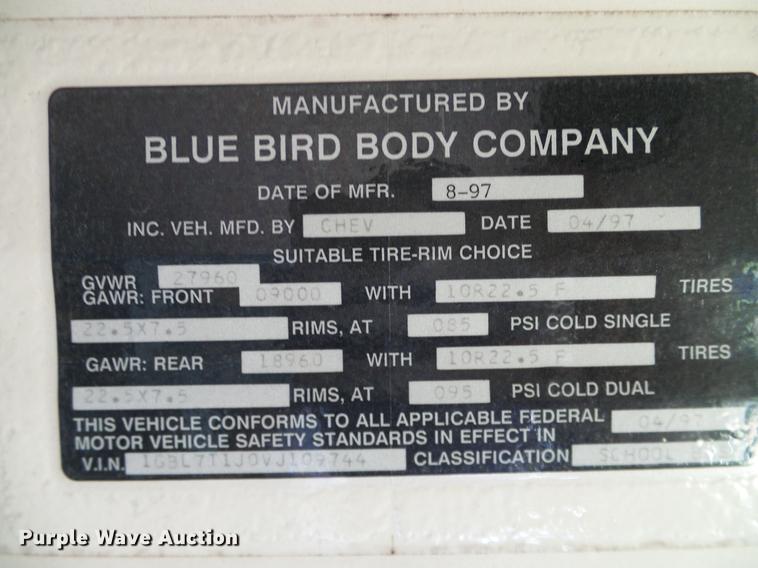 MANUFACTURED BY
BLUE BIRD BODY COMPANY
DATE OF MFR. 8-97
INC. VEH. MFD. BY CHEV DATE 04/97
SUITABLE TIRE-RIM CHOICE
GVWR 27960
GAWR: FRONT 09000 WITH 10R22.5 F TIRES
22.5X7.5 RIMS, AT 085 PSI COLD SINGLE
GAWR: REAR 18960 WITH 10R22.5 F TIRES
22.5X7.5 RIMS, AT 095 PSI COLD DUAL
THIS VEHICLE CONFORMS TO ALL APPLICABLE FEDERAL 04/97
MOTOR VEHICLE SAFETY STANDARDS IN EFFECT IN
V.I.N. CLASSIFICATION SCHOOL BUS
Purple Wave Auction